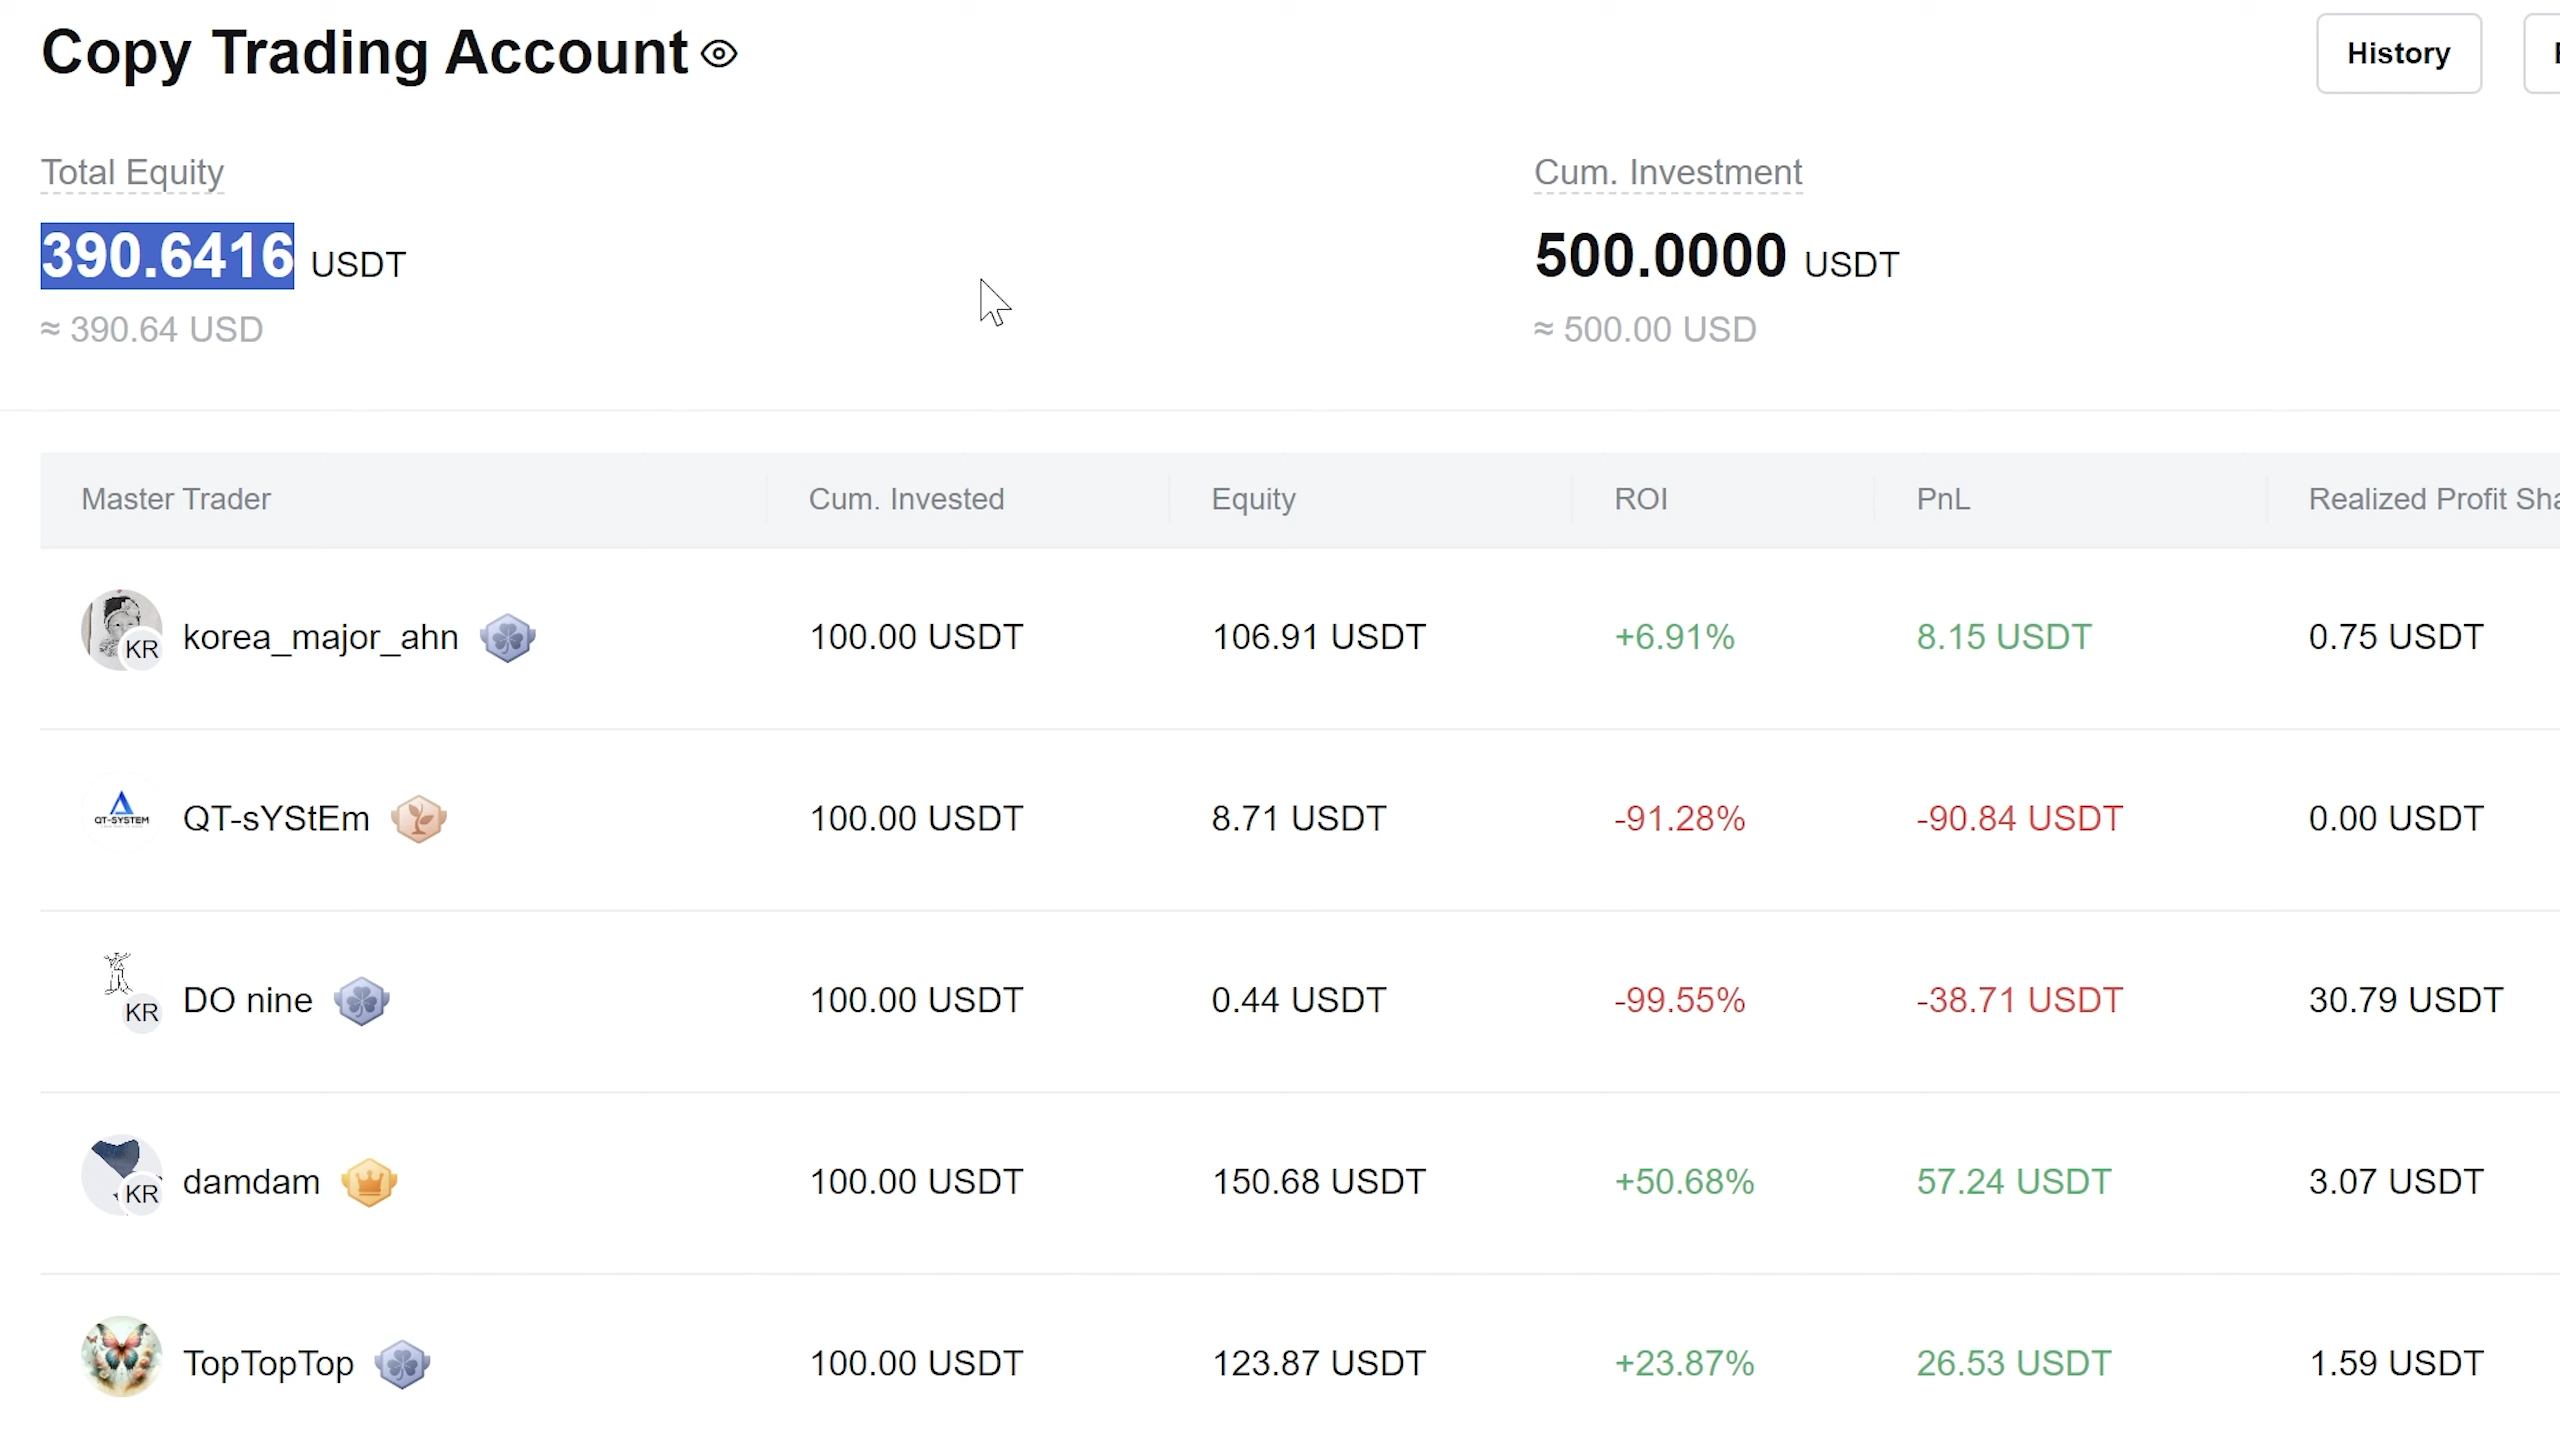 Copy Trading Account
History
Total Equity
Cum. Investment
390.6416 USDT
500.0000 USDT
≈ 390.64 USD
≈ 500.00 USD
Master Trader Cum. Invested Equity ROI PnL Realized Profit Sha
KR korea_major_ahn 100.00 USDT 106.91 USDT +6.91% 8.15 USDT 0.75 USDT
QT-SYSTEM QT-sYStEm 100.00 USDT 8.71 USDT -91.28% -90.84 USDT 0.00 USDT
KR DO nine 100.00 USDT 0.44 USDT -99.55% -38.71 USDT 30.79 USDT
KR damdam 100.00 USDT 150.68 USDT +50.68% 57.24 USDT 3.07 USDT
TopTopTop 100.00 USDT 123.87 USDT +23.87% 26.53 USDT 1.59 USDT